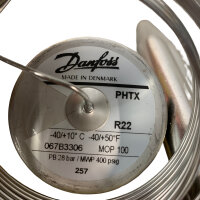 Danfoss
MADE IN DENMARK
PHTX
R22
-40/+10° C -40/+50°F
067B3306 MOP 100
PB 28 bar / MWP 400 psig
257